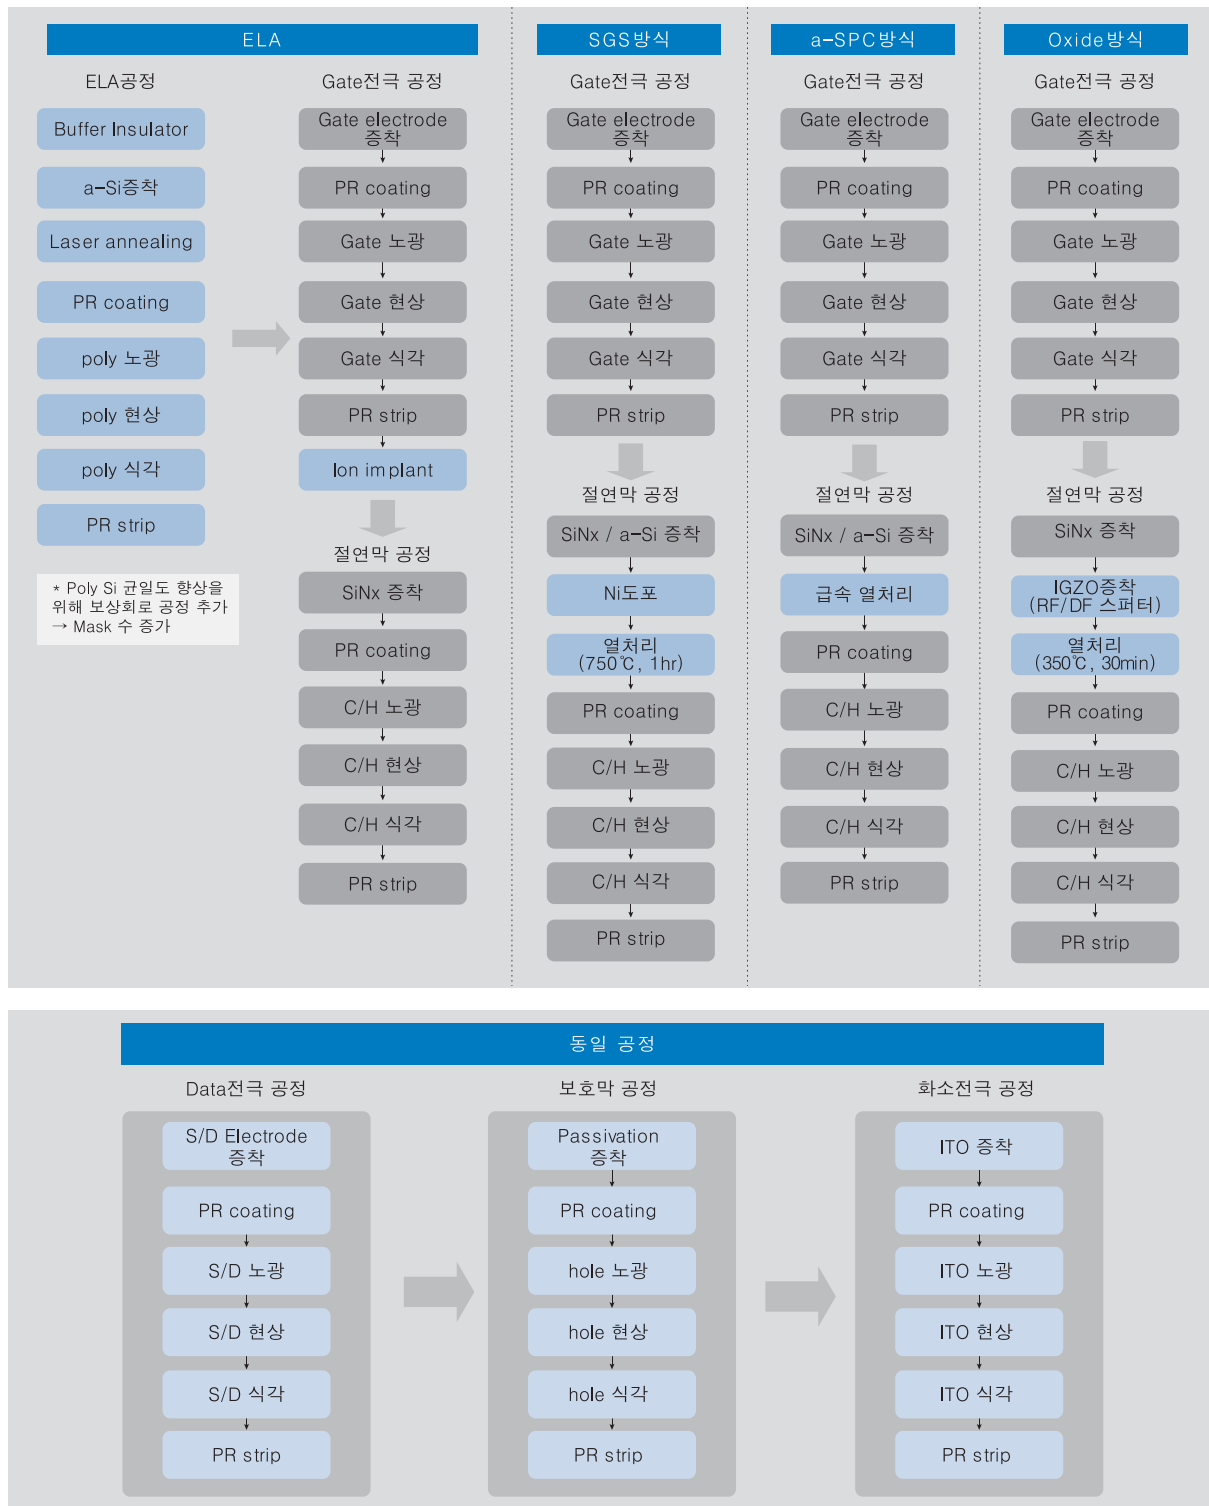 ELA
ELA공정
Buffer Insulator
a-Si증착
Laser annealing
PR coating
poly 노광
poly 현상
poly 식각
PR strip
* Poly Si 균일도 향상을
위해 보상회로 공정 추가
→ Mask 수 증가
Gate전극 공정
Gate electrode
증착
PR coating
Gate 노광
Gate 현상
Gate 식각
PR strip
Ion implant
절연막 공정
SiNx 증착
PR coating
C/H 노광
C/H 현상
C/H 식각
PR strip
SGS방식
Gate전극 공정
Gate electrode
증착
PR coating
Gate 노광
Gate 현상
Gate 식각
PR strip
절연막 공정
SiNx / a-Si 증착
Ni도포
열처리
(750℃, 1hr)
PR coating
C/H 노광
C/H 현상
C/H 식각
PR strip
a-SPC방식
Gate전극 공정
Gate electrode
증착
PR coating
Gate 노광
Gate 현상
Gate 식각
PR strip
절연막 공정
SiNx / a-Si 증착
급속 열처리
PR coating
C/H 노광
C/H 현상
C/H 식각
PR strip
Oxide방식
Gate전극 공정
Gate electrode
증착
PR coating
Gate 노광
Gate 현상
Gate 식각
PR strip
절연막 공정
SiNx 증착
IGZO증착
(RF/DF 스퍼터)
열처리
(350℃, 30min)
PR coating
C/H 노광
C/H 현상
C/H 식각
PR strip
동일 공정
Data전극 공정
S/D Electrode
증착
PR coating
S/D 노광
S/D 현상
S/D 식각
PR strip
보호막 공정
Passivation
증착
PR coating
hole 노광
hole 현상
hole 식각
PR strip
화소전극 공정
ITO 증착
PR coating
ITO 노광
ITO 현상
ITO 식각
PR strip